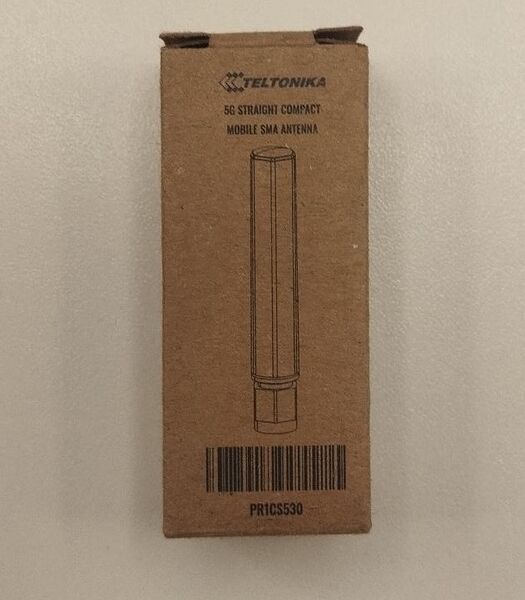 TELTONIKA
5G STRAIGHT COMPACT
MOBILE SMA ANTENNA
PR1CS530